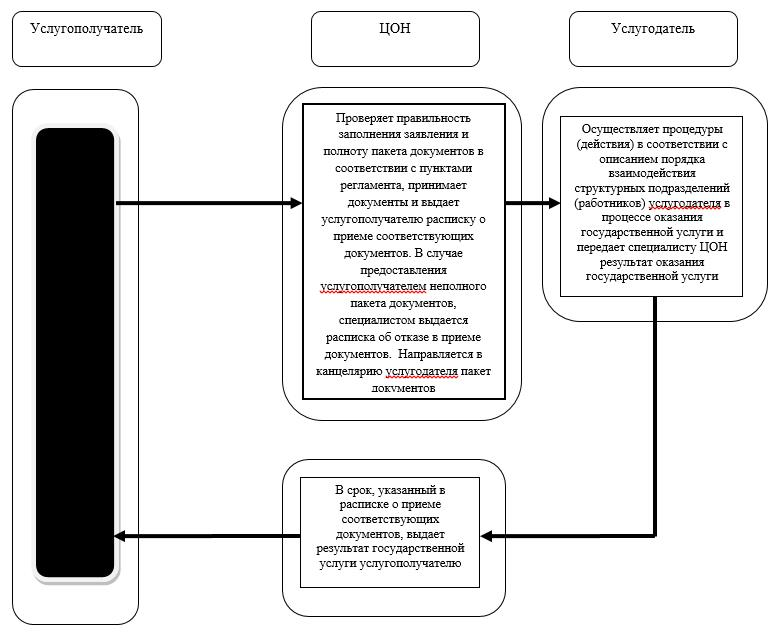 Услугополучатель
ЦОН
Услугодатель
Проверяет правильность
заполнения заявления и
полноту пакета документов в
соответствии с пунктами
регламента, принимает
документы и выдает
услугополучателю расписку о
приеме соответствующих
документов. В случае
предоставления
услугополучателем неполного
пакета документов,
специалистом выдается
расписка об отказе в приеме
документов. Направляется в
канцелярию услугодателя пакет
документов
Осуществляет процедуры
(действия) в соответствии с
описанием порядка
взаимодействия
структурных подразделений
(работников) услугодателя в
процессе оказания
государственной услуги и
передает специалисту ЦОН
результат оказания
государственной услуги
В срок, указанный в
расписке о приеме
соответствующих
документов, выдает
результат государственной
услуги услугополучателю